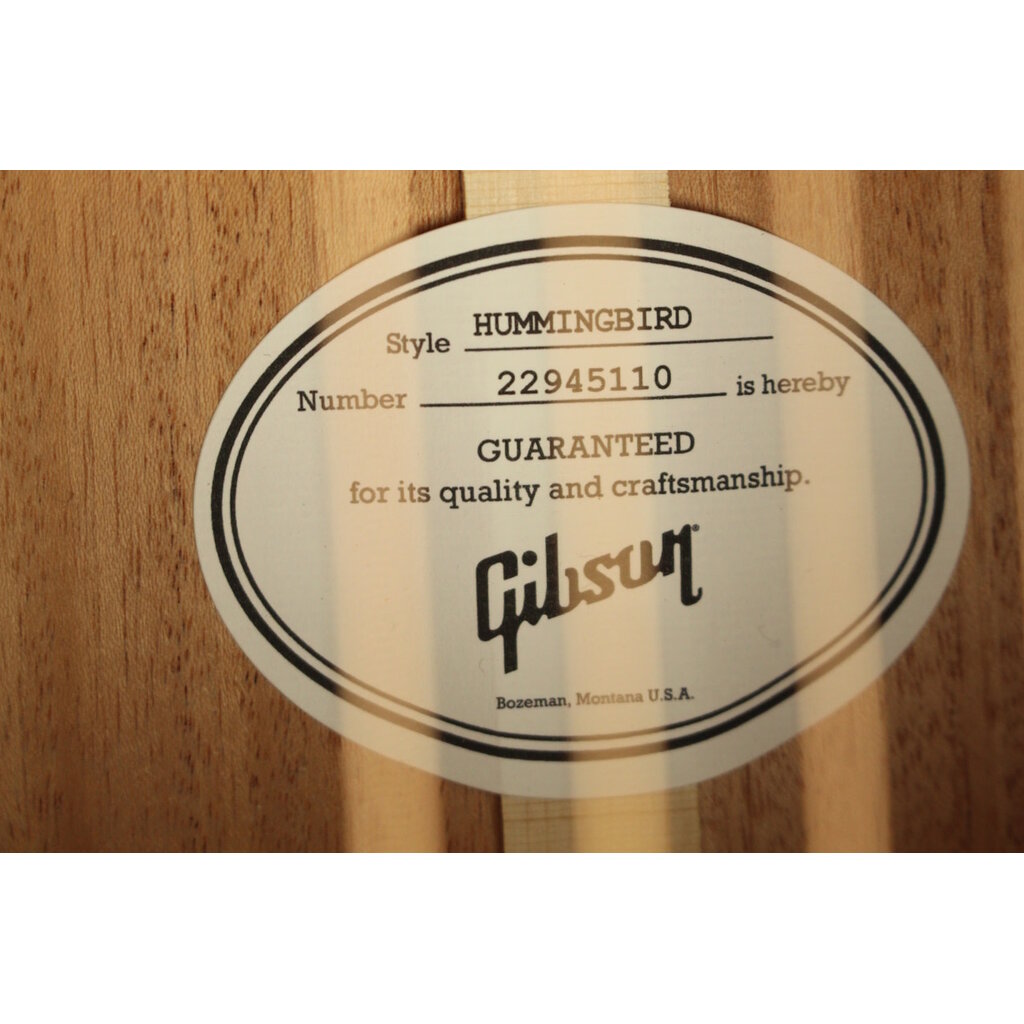 Style HUMMINGBIRD
Number 22945110 is hereby
GUARANTEED
for its quality and craftsmanship.
Gibson®
Bozeman, Montana U.S.A.